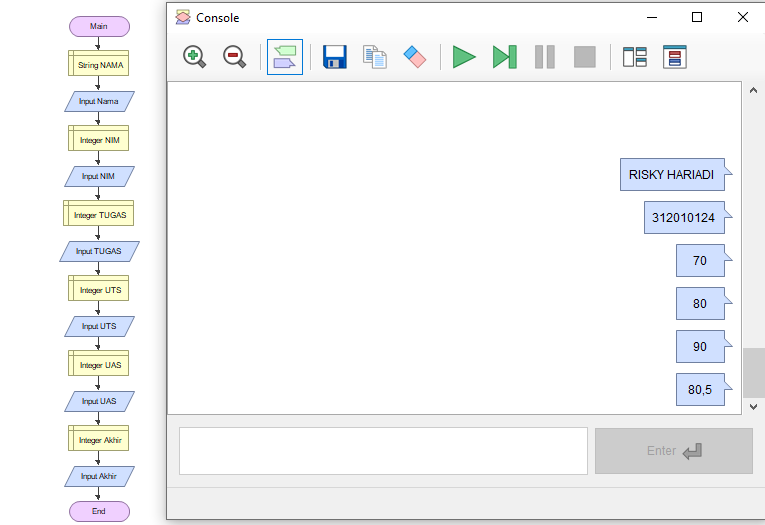 Main
String NAMA
Input Nama
Integer NIM
Input NIM
Integer TUGAS
Input TUGAS
Integer UTS
Input UTS
Integer UAS
Input UAS
Integer Akhir
Input Akhir
End
Console
RISKY HARIADI
312010124
70
80
90
80,5
Enter